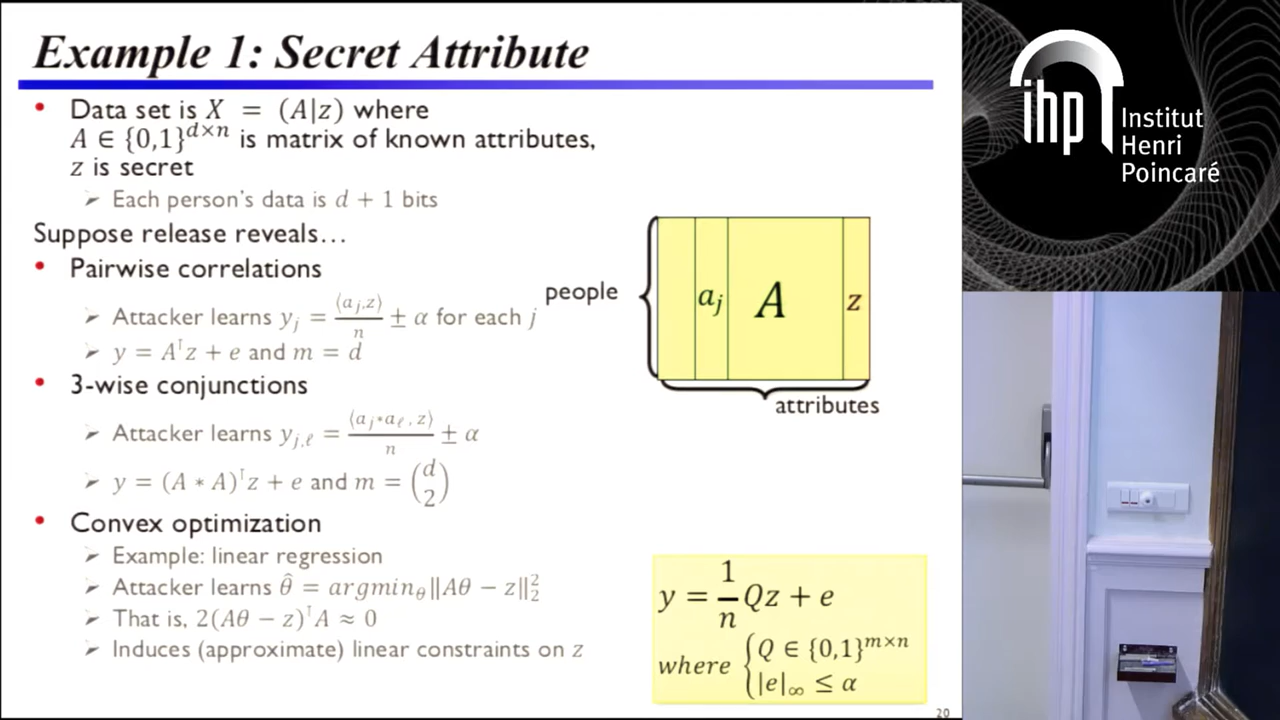 Example 1: Secret Attribute
• Data set is X = (A|z) where
A ∈ {0,1}^{d×n} is matrix of known attributes,
z is secret
➢ Each person's data is d + 1 bits
Suppose release reveals…
• Pairwise correlations
➢ Attacker learns y_j = ⟨a_j,z⟩/n ± α for each j
➢ y = A^⊺z + e and m = d
• 3-wise conjunctions
➢ Attacker learns y_{j,ℓ} = ⟨a_j * a_ℓ , z⟩/n ± α
➢ y = (A * A)^⊺z + e and m = (d 2)
• Convex optimization
➢ Example: linear regression
➢ Attacker learns θ̂ = argmin_θ‖Aθ − z‖₂²
➢ That is, 2(Aθ − z)^⊺A ≈ 0
➢ Induces (approximate) linear constraints on z
people
a_j
A
z
attributes
y = 1/n Qz + e
where { Q ∈ {0,1}^{m×n}
|e|_∞ ≤ α
20
ihp
Institut
Henri
Poincaré